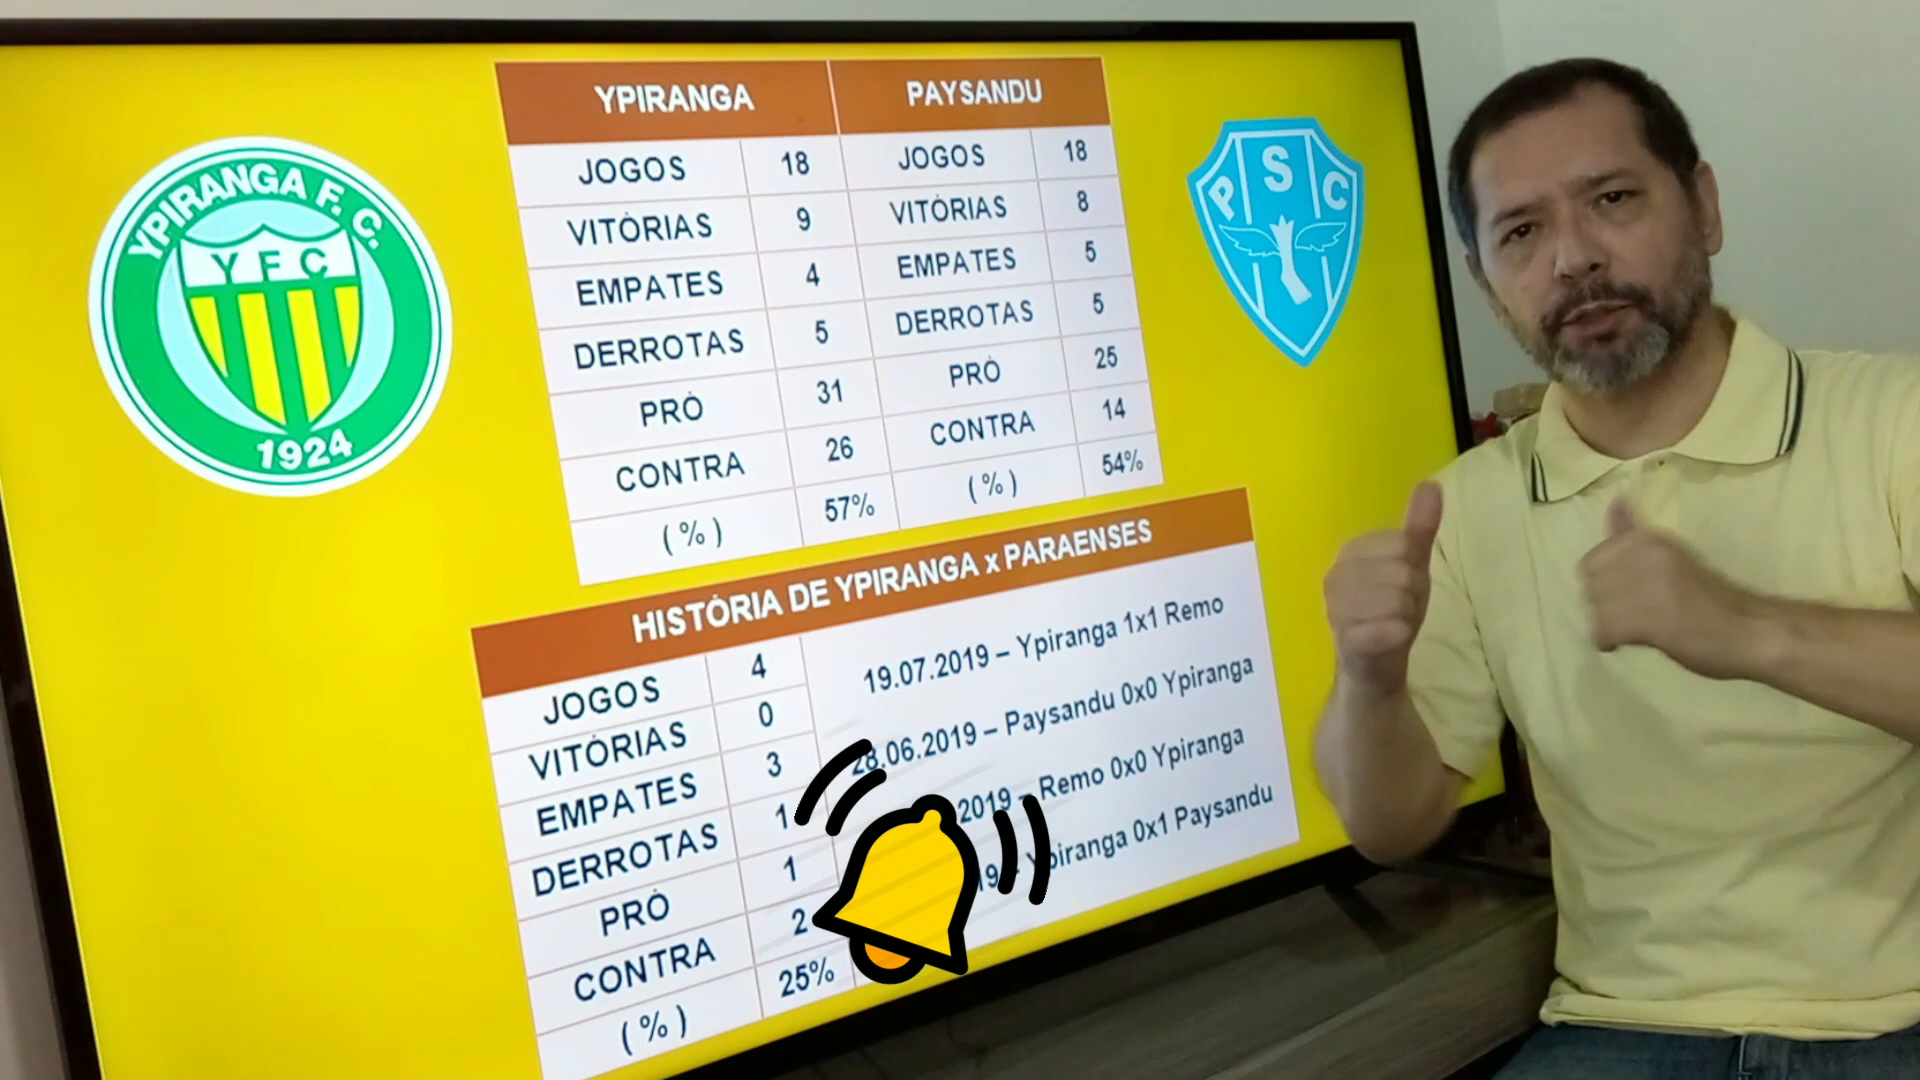 YPIRANGA F. C.
YFC
1924
YPIRANGA PAYSANDU
JOGOS 18 JOGOS 18
VITÓRIAS 9 VITÓRIAS 8
EMPATES 4 EMPATES 5
DERROTAS 5 DERROTAS 5
PRÓ 31 PRÓ 25
CONTRA 26 CONTRA 14
(%) 57% (%) 54%
PSC
HISTÓRIA DE YPIRANGA x PARAENSES
JOGOS 4
VITÓRIAS 0
EMPATES 3
DERROTAS 1
PRÓ 1
CONTRA 2
(%) 25%
19.07.2019 – Ypiranga 1x1 Remo
28.06.2019 – Paysandu 0x0 Ypiranga
2019 – Remo 0x0 Ypiranga
19 – Ypiranga 0x1 Paysandu